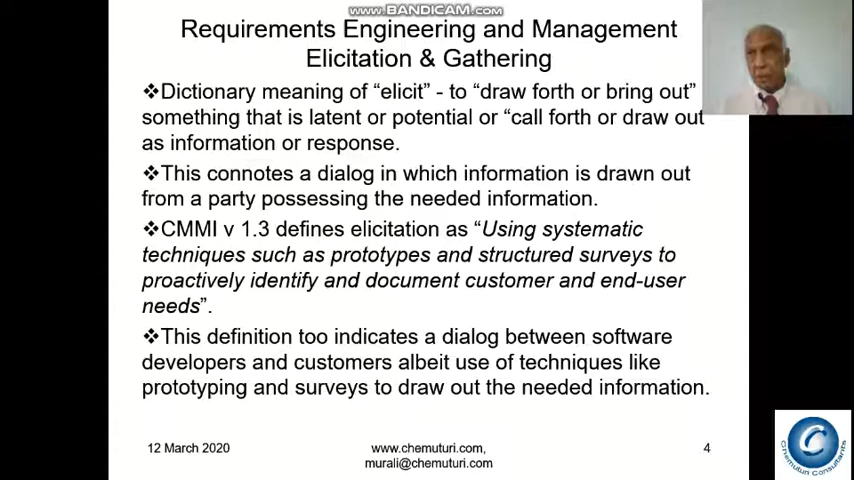 WWW.BANDICAM.COM
Requirements Engineering and Management
Elicitation & Gathering
❖Dictionary meaning of “elicit” - to “draw forth or bring out”
something that is latent or potential or “call forth or draw out
as information or response.
❖This connotes a dialog in which information is drawn out
from a party possessing the needed information.
❖CMMI v 1.3 defines elicitation as “Using systematic
techniques such as prototypes and structured surveys to
proactively identify and document customer and end-user
needs”.
❖This definition too indicates a dialog between software
developers and customers albeit use of techniques like
prototyping and surveys to draw out the needed information.
12 March 2020
www.chemuturi.com,
murali@chemuturi.com
4
Chemuturi Consultants